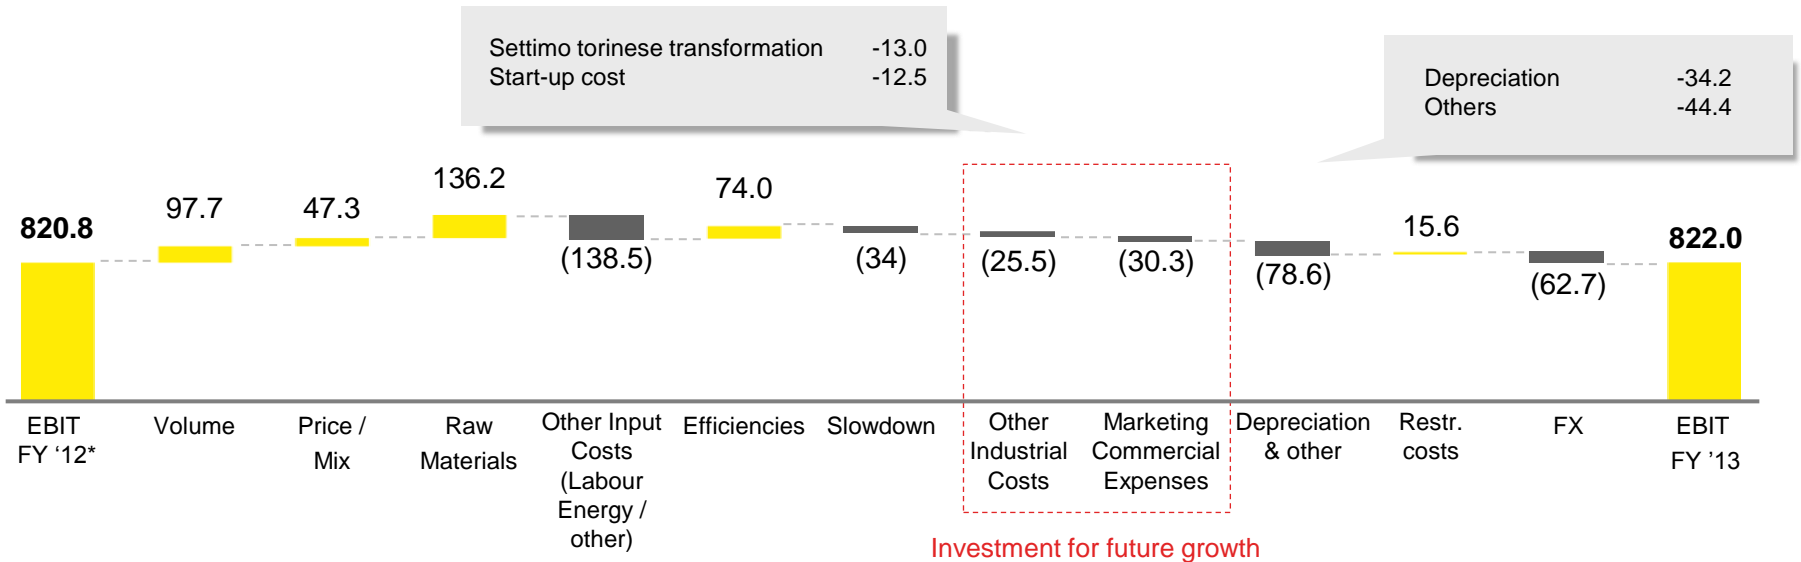 Settimo torinese transformation -13.0
Start-up cost -12.5
Depreciation -34.2
Others -44.4
820.8
97.7
47.3
136.2
(138.5)
74.0
(34)
(25.5)
(30.3)
(78.6)
15.6
(62.7)
822.0
EBIT
FY ‘12*
Volume
Price /
Mix
Raw
Materials
Other Input
Costs
(Labour
Energy /
other)
Efficiencies
Slowdown
Other
Industrial
Costs
Marketing
Commercial
Expenses
Depreciation
& other
Restr.
costs
FX
EBIT
FY ’13
Investment for future growth